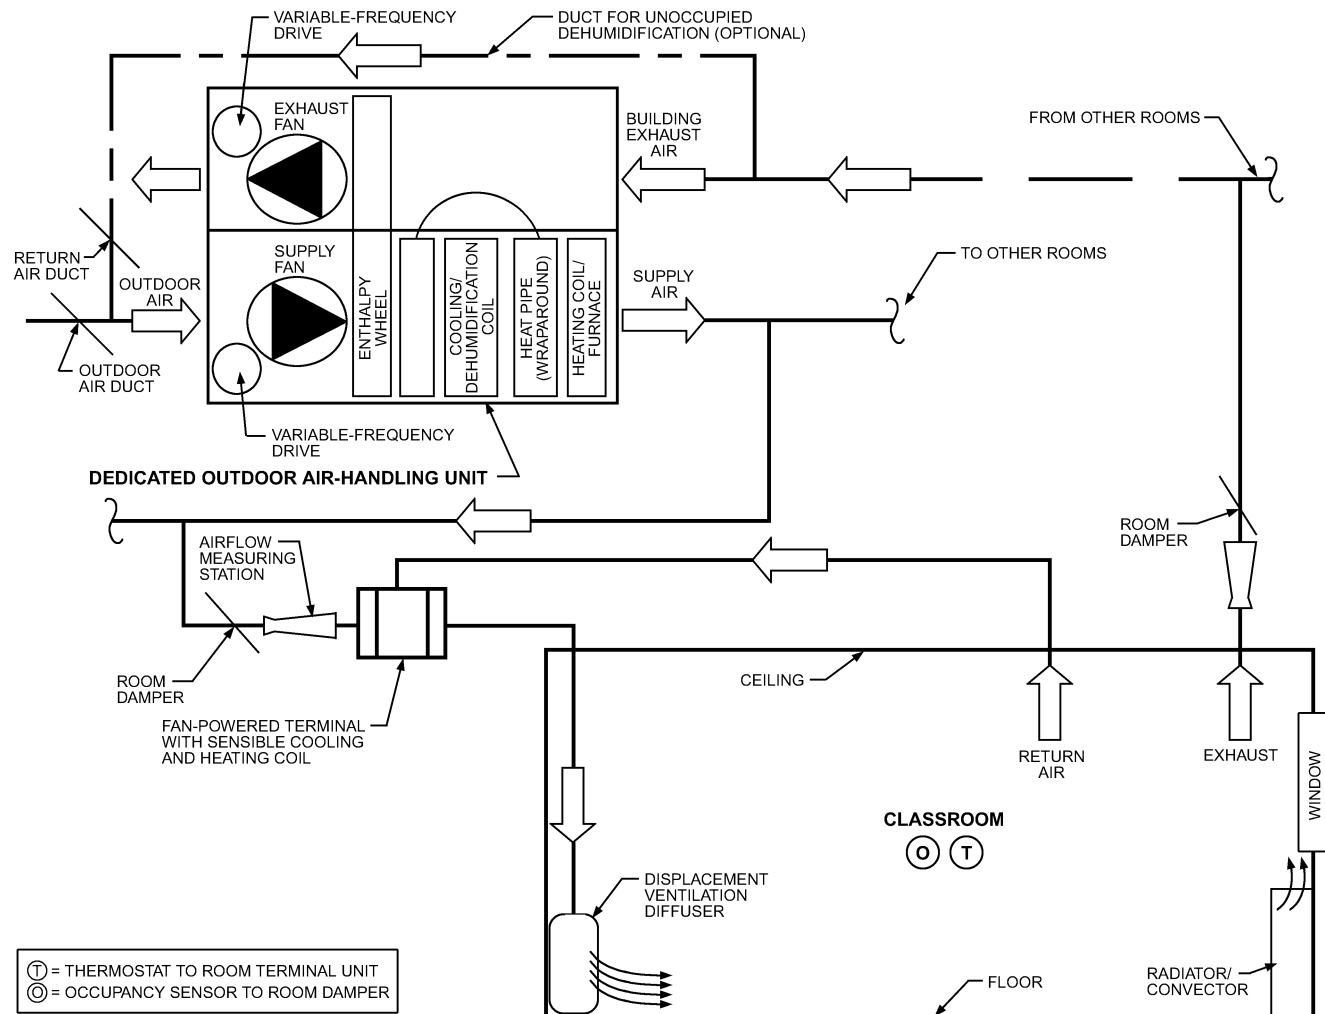 VARIABLE-FREQUENCY
DRIVE
DUCT FOR UNOCCUPIED
DEHUMIDIFICATION (OPTIONAL)
EXHAUST
FAN
BUILDING
EXHAUST
AIR
FROM OTHER ROOMS
RETURN
AIR DUCT
OUTDOOR
AIR
SUPPLY
FAN
ENTHALPY
WHEEL
COOLING/
DEHUMIDIFICATION
COIL
HEAT PIPE
(WRAPAROUND)
HEATING COIL/
FURNACE
SUPPLY
AIR
TO OTHER ROOMS
OUTDOOR
AIR DUCT
VARIABLE-FREQUENCY
DRIVE
DEDICATED OUTDOOR AIR-HANDLING UNIT
AIRFLOW
MEASURING
STATION
ROOM
DAMPER
ROOM
DAMPER
CEILING
FAN-POWERED TERMINAL
WITH SENSIBLE COOLING
AND HEATING COIL
RETURN
AIR
EXHAUST
WINDOW
CLASSROOM
O T
DISPLACEMENT
VENTILATION
DIFFUSER
T = THERMOSTAT TO ROOM TERMINAL UNIT
O = OCCUPANCY SENSOR TO ROOM DAMPER
FLOOR
RADIATOR/
CONVECTOR